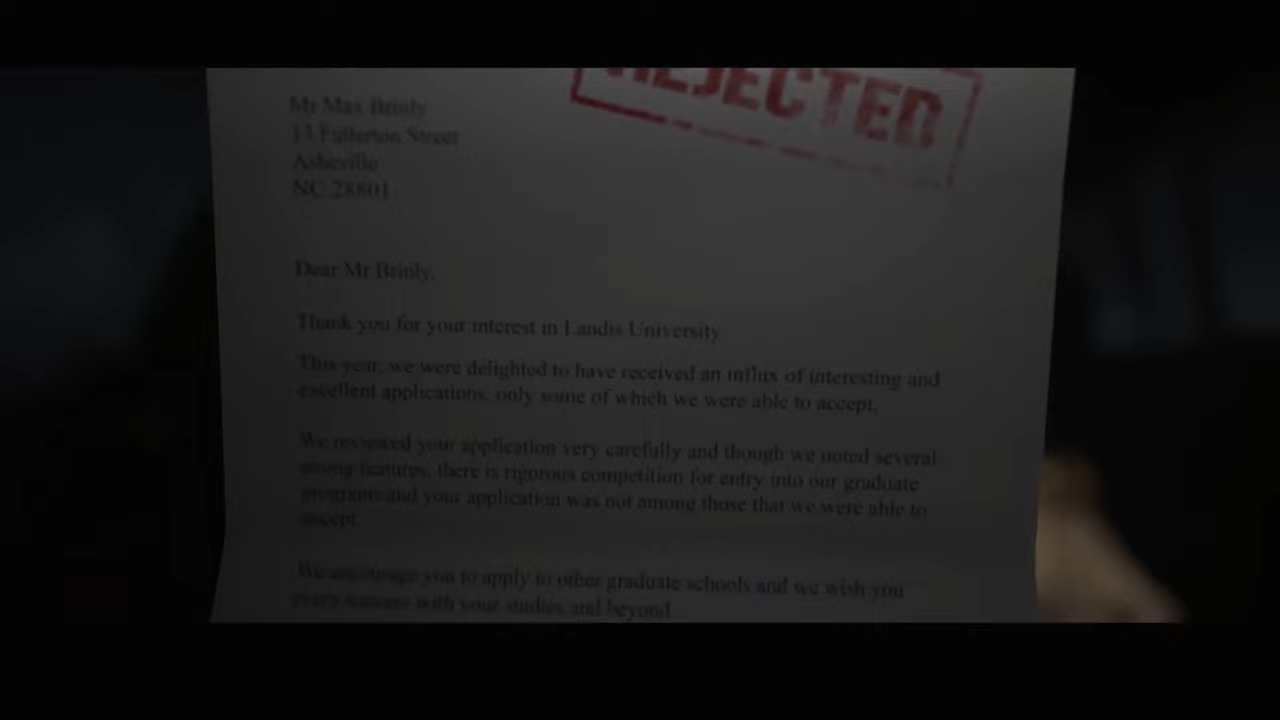 REJECTED
Mr Max Brinly
13 Fullerton Street
Asheville
NC 28801
Dear Mr Brinly,
Thank you for your interest in Landis University.
This year, we were delighted to have received an influx of interesting and
excellent applications, only some of which we were able to accept.
We reviewed your application very carefully and though we noted several
strong features, there is rigorous competition for entry into our graduate
programs and your application was not among those that we were able to
accept.
We encourage you to apply to other graduate schools and we wish you
every success with your studies and beyond